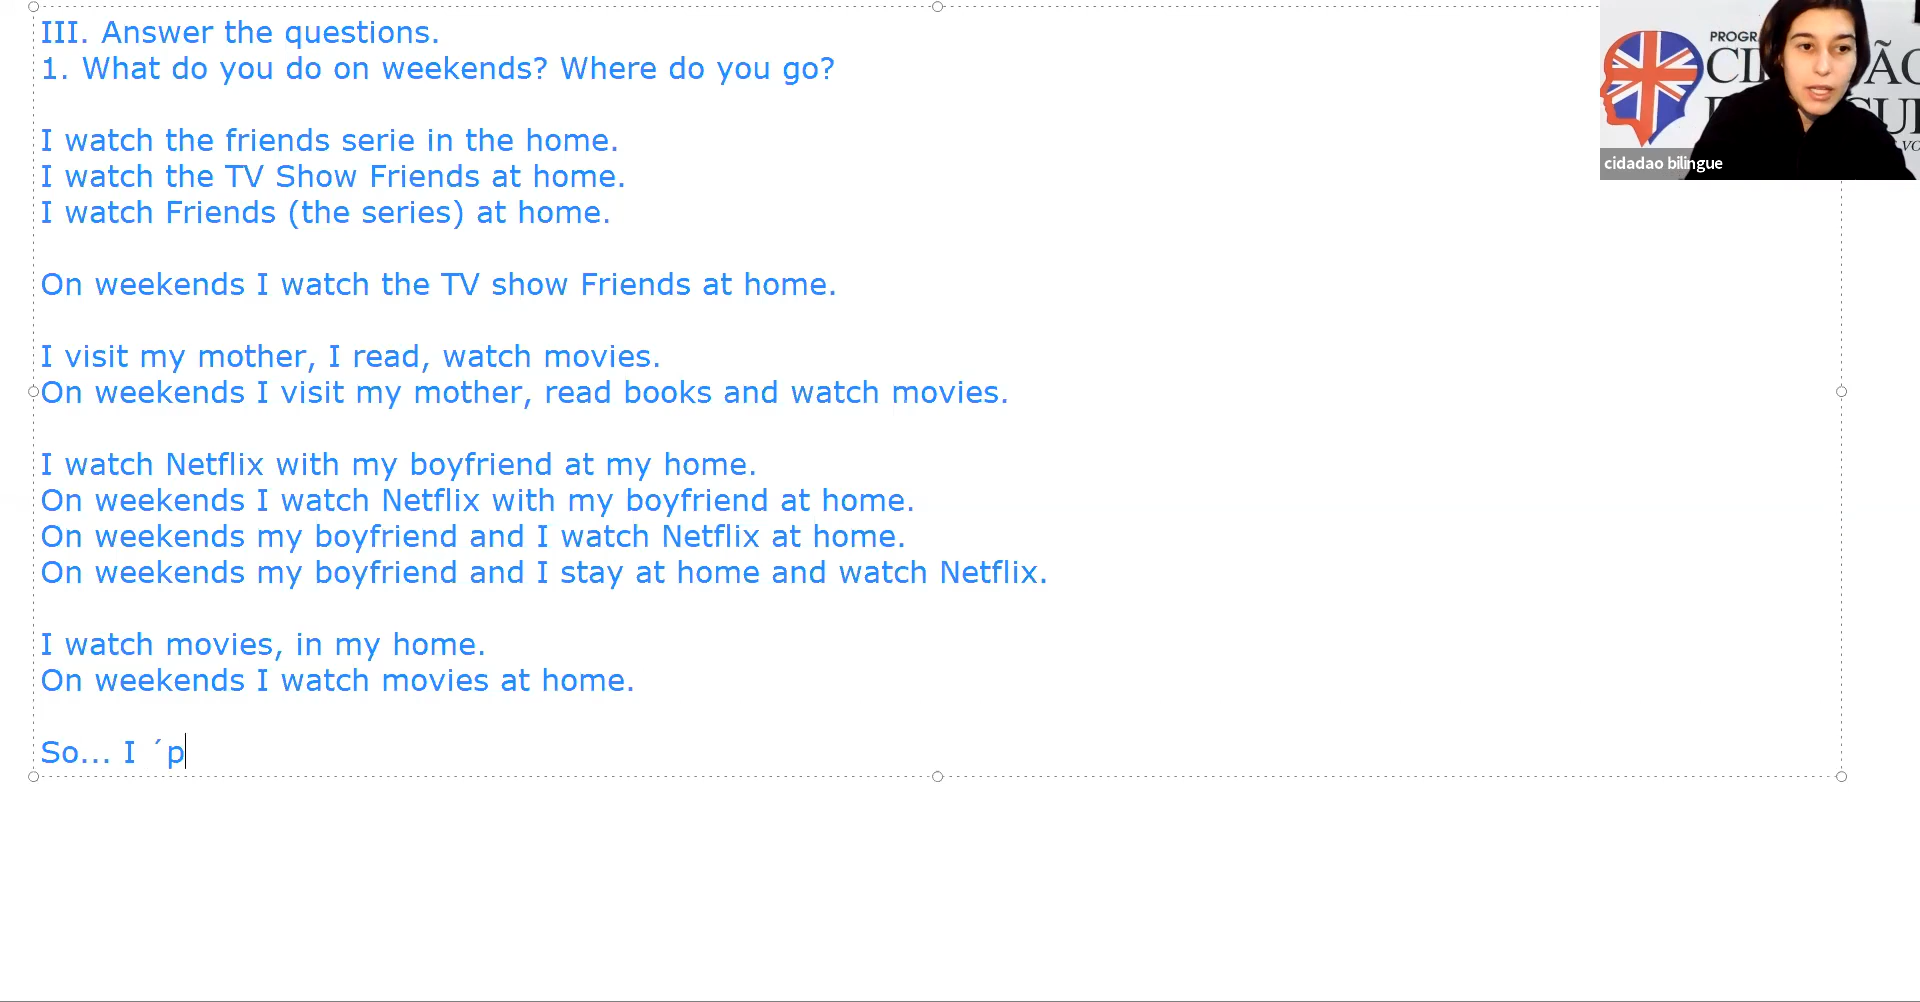 III. Answer the questions.
1. What do you do on weekends? Where do you go?
I watch the friends serie in the home.
I watch the TV Show Friends at home.
I watch Friends (the series) at home.
On weekends I watch the TV show Friends at home.
I visit my mother, I read, watch movies.
On weekends I visit my mother, read books and watch movies.
I watch Netflix with my boyfriend at my home.
On weekends I watch Netflix with my boyfriend at home.
On weekends my boyfriend and I watch Netflix at home.
On weekends my boyfriend and I stay at home and watch Netflix.
I watch movies, in my home.
On weekends I watch movies at home.
So... I ´p
cidadao bilingue